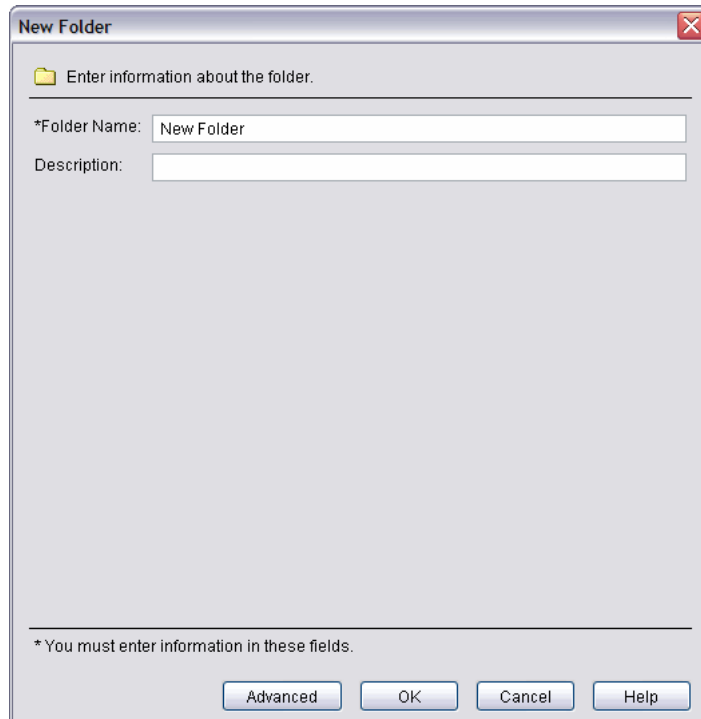 New Folder
Enter information about the folder.
*Folder Name: New Folder
Description:
* You must enter information in these fields.
Advanced OK Cancel Help